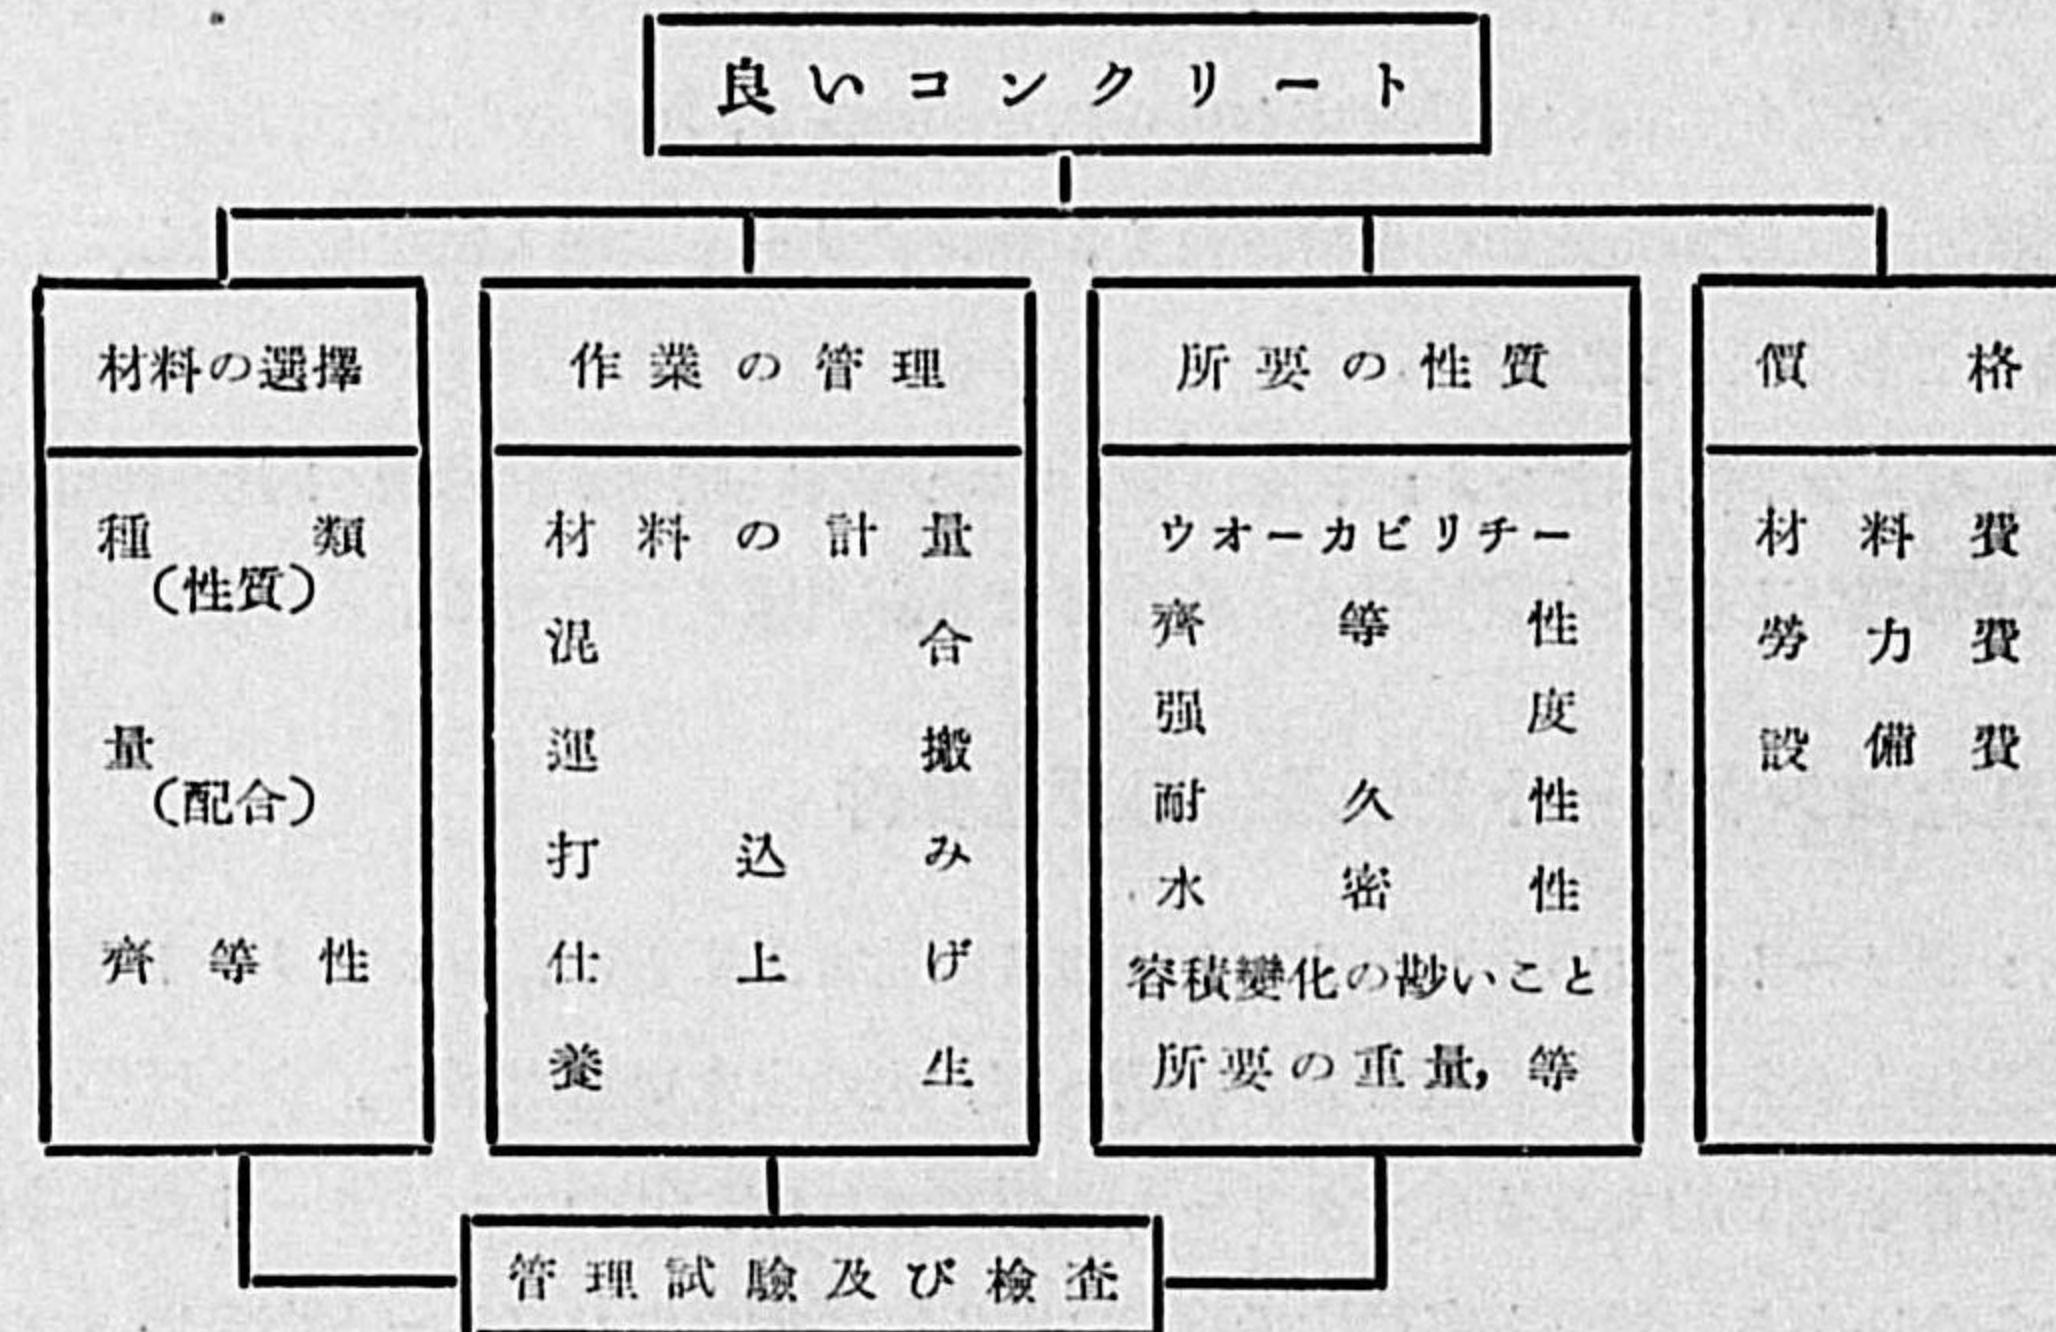 良いコンクリート
材料の選擇
種類
(性質)
量
(配合)
齊等性
作業の管理
材料の計量
混合
運搬
打込み
仕上げ
養生
所要の性質
ウオーカビリチー
齊等性
强度
耐久性
水密性
容積變化の尠いこと
所要の重量，等
價格
材料費
勞力費
設備費
管理試驗及び檢査